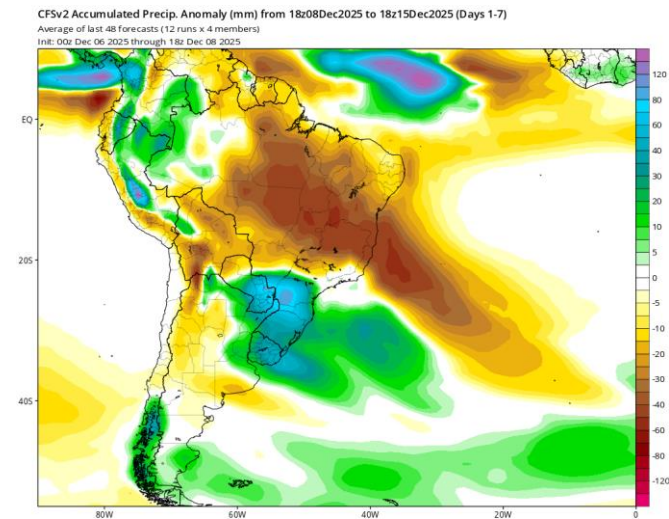 CFSv2 Accumulated Precip. Anomaly (mm) from 18z08Dec2025 to 18z15Dec2025 (Days 1-7)
Average of last 48 forecasts (12 runs x 4 members)
Init: 00z Dec 06 2025 through 18z Dec 08 2025
120
80
60
40
30
20
10
5
0
-5
-10
-20
-30
-40
-60
-80
-120
EQ
20S
40S
80W
60W
40W
20W
0